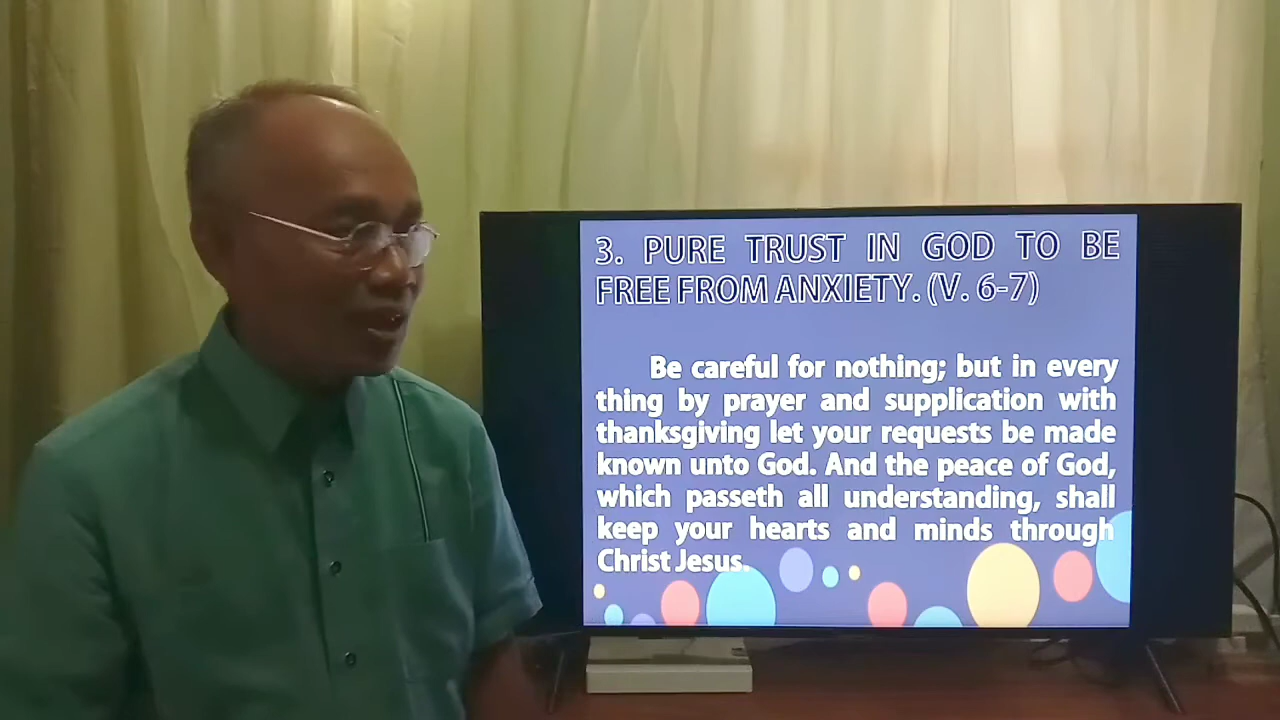 3. PURE TRUST IN GOD TO BE
FREE FROM ANXIETY. (V. 6-7)
Be careful for nothing; but in every
thing by prayer and supplication with
thanksgiving let your requests be made
known unto God. And the peace of God,
which passeth all understanding, shall
keep your hearts and minds through
Christ Jesus.